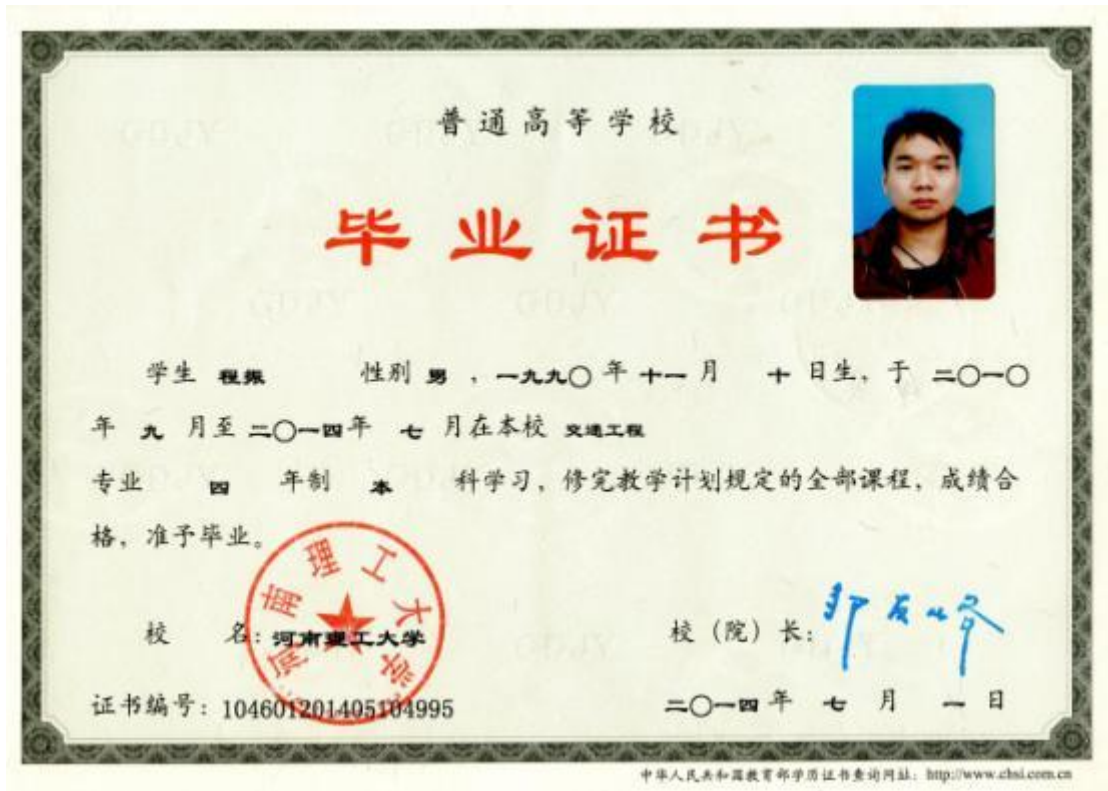 普通高等学校
毕业证书
学生 程振 性别 男 ，一九九〇 年 十一 月 十 日生，于 二〇一〇
年 九 月至 二〇一四 年 七 月在本校 交通工程
专业 四 年制 本 科学习，修完教学计划规定的全部课程，成绩合
格，准予毕业。
河南理工大学
校 名：河南理工大学
校（院）长：
证书编号：104601201405104995
二〇一四 年 七 月 一 日
中华人民共和国教育部学历证书查询网址：http://www.chsi.com.cn